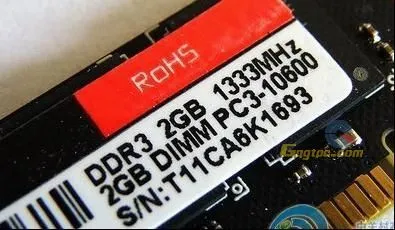 RoHS
DDR3 2GB 1333MHz
2GB DIMM PC3-10600
S/N:T11CA6K1693